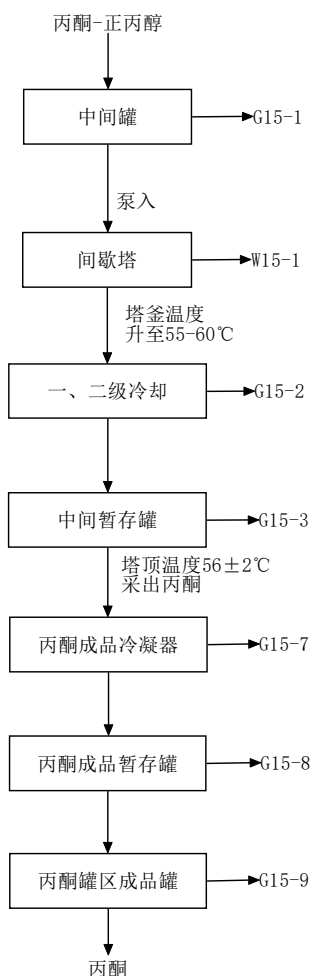 丙酮-正丙醇
中间罐
G15-1
泵入
间歇塔
W15-1
塔釜温度
升至55-60℃
一、二级冷却
G15-2
中间暂存罐
G15-3
塔顶温度56±2℃
采出丙酮
丙酮成品冷凝器
G15-7
丙酮成品暂存罐
G15-8
丙酮罐区成品罐
G15-9
丙酮